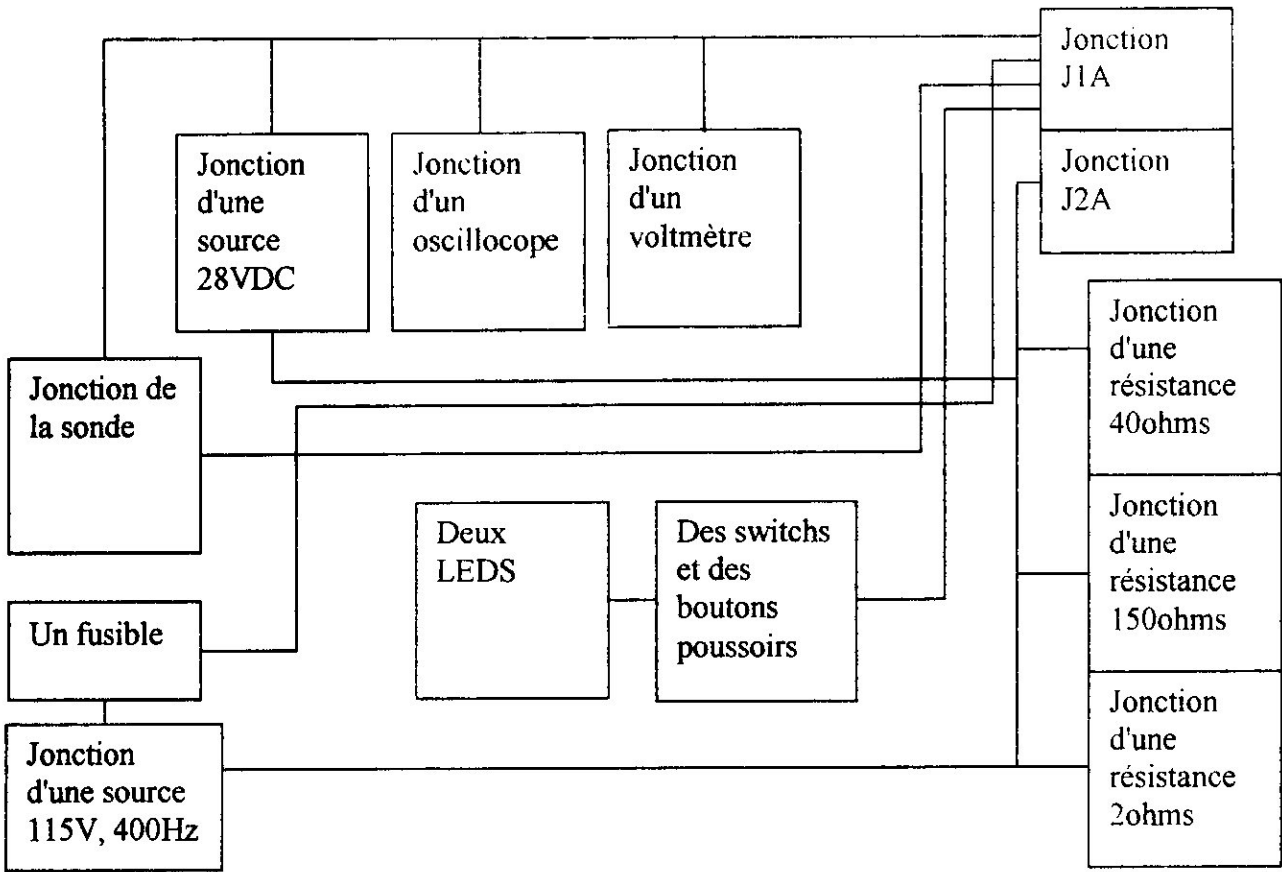 Jonction
J1A
Jonction
J2A
Jonction
d'une
source
28VDC
Jonction
d'un
oscillocope
Jonction
d'un
voltmètre
Jonction de
la sonde
Jonction
d'une
résistance
40ohms
Deux
LEDS
Des switchs
et des
boutons
poussoirs
Jonction
d'une
résistance
150ohms
Un fusible
Jonction
d'une source
115V, 400Hz
Jonction
d'une
résistance
2ohms